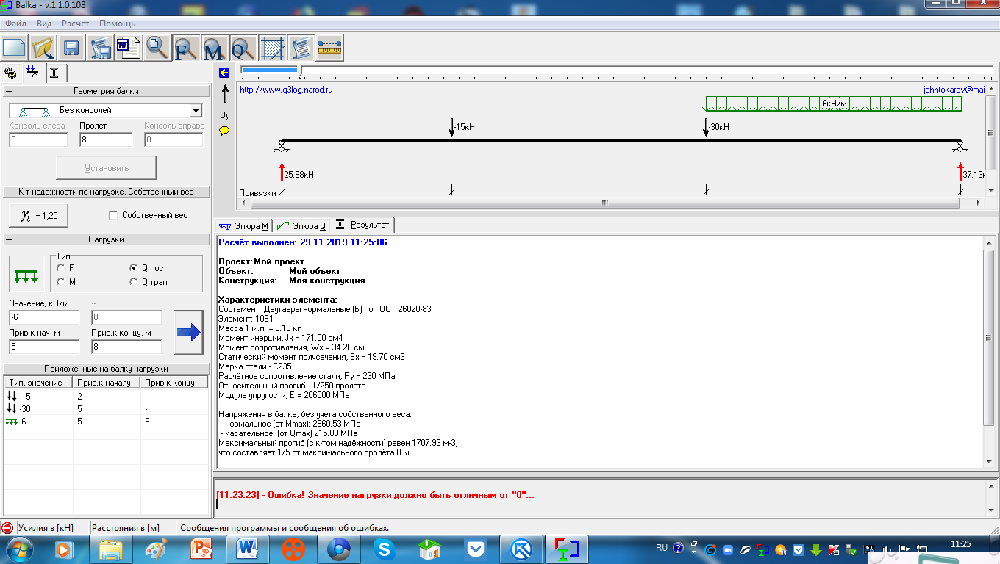 Balka - v.1.1.0.108
Файл Вид Расчёт Помощь
W F M Q
Геометрия балки
Без консолей
Консоль слева Пролёт Консоль справа
0 8 0
Установить
К-т надежности по нагрузке, Собственный вес
γt = 1,20 Собственный вес
Нагрузки
Тип
F Q пост
M Q трап
Значение, кН/м --
-6 0
Прив.к нач, м Прив.к концу, м
5 8
Приложенные на балку нагрузки
Тип, значение Прив.к началу Прив.к концу
-15 2 -
-30 5 -
-6 5 8
Oy
http://www.q3log.narod.ru johntokarev@mai
-6кН/м
-15кН -30кН
25.88кН 37.13кН
Привязки
Эпюра M Эпюра Q Результат
Расчёт выполнен: 29.11.2019 11:25:06
Проект: Мой проект
Объект: Мой объект
Конструкция: Моя конструкция
Характеристики элемента:
Сортамент: Двутавры нормальные (Б) по ГОСТ 26020-83
Элемент: 10Б1
Масса 1 м.п. = 8.10 кг
Момент инерции, Jx = 171.00 см4
Момент сопротивления, Wx = 34.20 см3
Статический момент полусечения, Sx = 19.70 см3
Марка стали - С235
Расчётное сопротивление стали, Ry = 230 МПа
Относительный прогиб - 1/250 пролёта
Модуль упругости, E = 206000 МПа
Напряжения в балке, без учета собственного веса:
- нормальное (от Mmax): 2960.53 МПа
- касательное: (от Qmax) 215.83 МПа
Максимальный прогиб (с к-том надёжности) равен 1707.93 м-3,
что составляет 1/5 от максимального пролёта 8 м.
[11:23:23] - Ошибка! Значение нагрузки должно быть отличным от "0"...
Усилия в [кН] Расстояния в [м] Сообщения программы и сообщения об ошибках.
RU 11:25